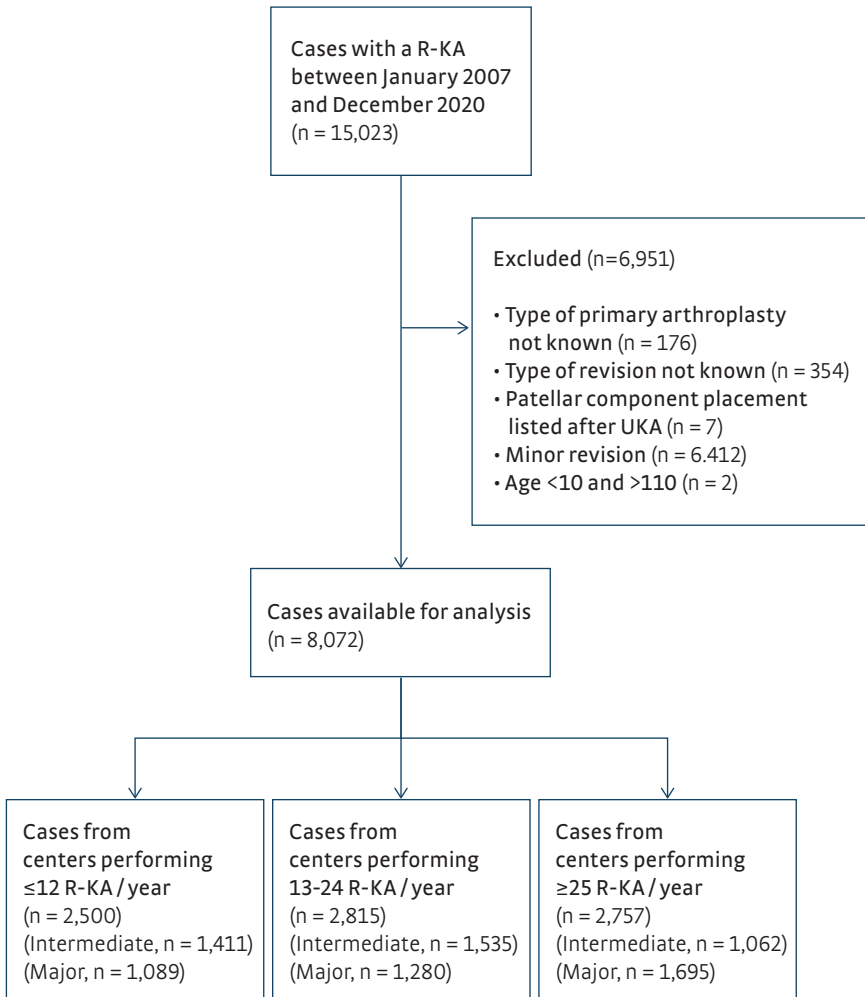 Cases with a R-KA
between January 2007
and December 2020
(n = 15,023)
Excluded (n=6,951)
• Type of primary arthroplasty
not known (n = 176)
• Type of revision not known (n = 354)
• Patellar component placement
listed after UKA (n = 7)
• Minor revision (n = 6.412)
• Age <10 and >110 (n = 2)
Cases available for analysis
(n = 8,072)
Cases from
centers performing
≤12 R-KA / year
(n = 2,500)
(Intermediate, n = 1,411)
(Major, n = 1,089)
Cases from
centers performing
13-24 R-KA / year
(n = 2,815)
(Intermediate, n = 1,535)
(Major, n = 1,280)
Cases from
centers performing
≥25 R-KA / year
(n = 2,757)
(Intermediate, n = 1,062)
(Major, n = 1,695)